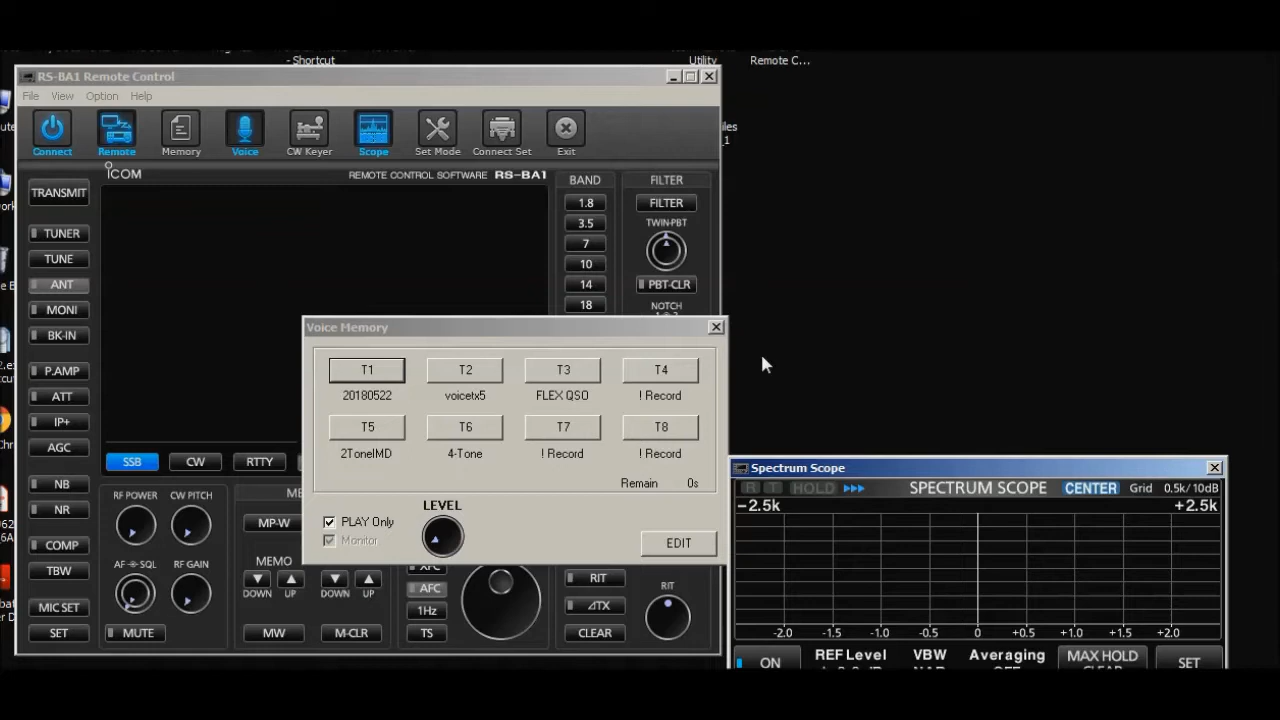 - Shortcut
Utility
Remote C...
RS-BA1 Remote Control
File View Option Help
Connect Remote Memory Voice CW Keyer Scope Set Mode Connect Set Exit
ICOM REMOTE CONTROL SOFTWARE RS-BA1
TRANSMIT
TUNER
TUNE
ANT
MONI
BK-IN
P.AMP
ATT
IP+
AGC
NB
NR
COMP
TBW
MIC SET
SET
BAND
1.8
3.5
7
10
14
18
FILTER
FILTER
TWIN-PBT
PBT-CLR
NOTCH
SSB CW RTTY
Voice Memory
T1 T2 T3 T4
20180522 voicetx5 FLEX QSO ! Record
T5 T6 T7 T8
2ToneIMD 4-Tone ! Record ! Record
Remain 0s
PLAY Only
Monitor
LEVEL
EDIT
RF POWER CW PITCH
AF SQL RF GAIN
MUTE
MP-W
MEMO
DOWN UP DOWN UP
MW M-CLR
AFC
1Hz
TS
RIT
ΔTX
CLEAR
RIT
Spectrum Scope
R T HOLD SPECTRUM SCOPE CENTER Grid 0.5k/10dB
-2.5k +2.5k
-2.0 -1.5 -1.0 -0.5 0 +0.5 +1.0 +1.5 +2.0
ON REF Level VBW Averaging MAX HOLD SET